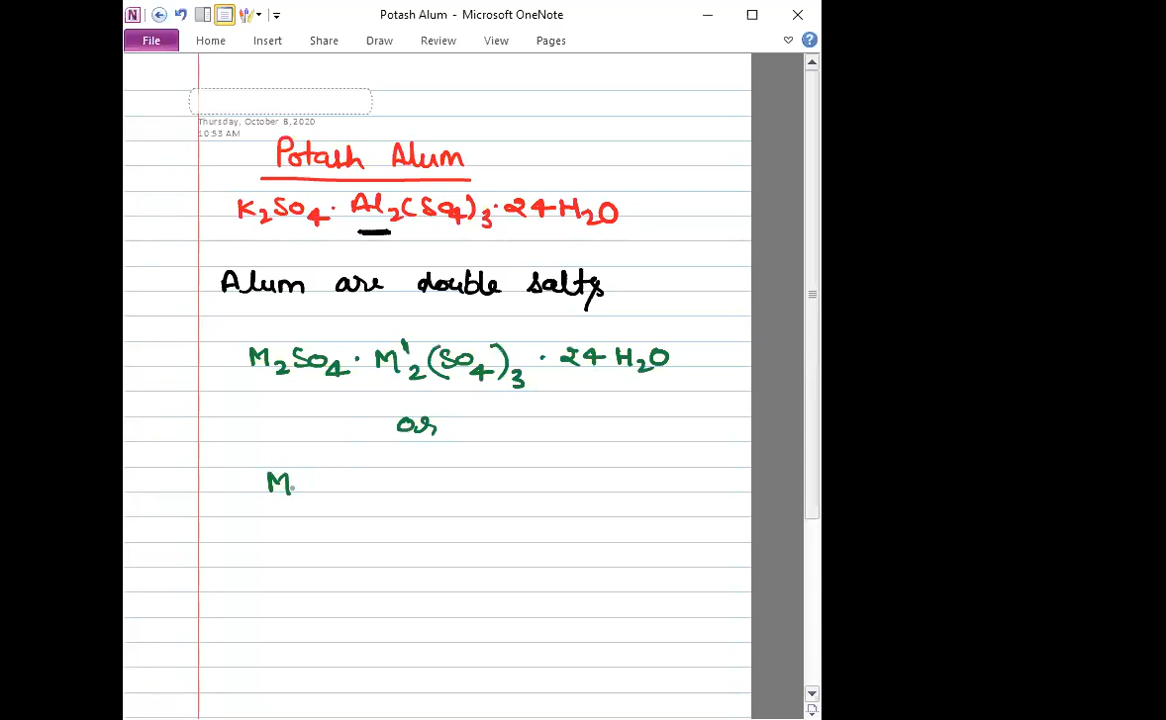 Potash Alum - Microsoft OneNote
File Home Insert Share Draw Review View Pages
Thursday, October 8, 2020
10:53 AM
Potash Alum
K₂SO₄ · Al₂(SO₄)₃ · 24H₂O
Alum are double salts
M₂SO₄ · M'₂(SO₄)₃ · 24 H₂O
or
M